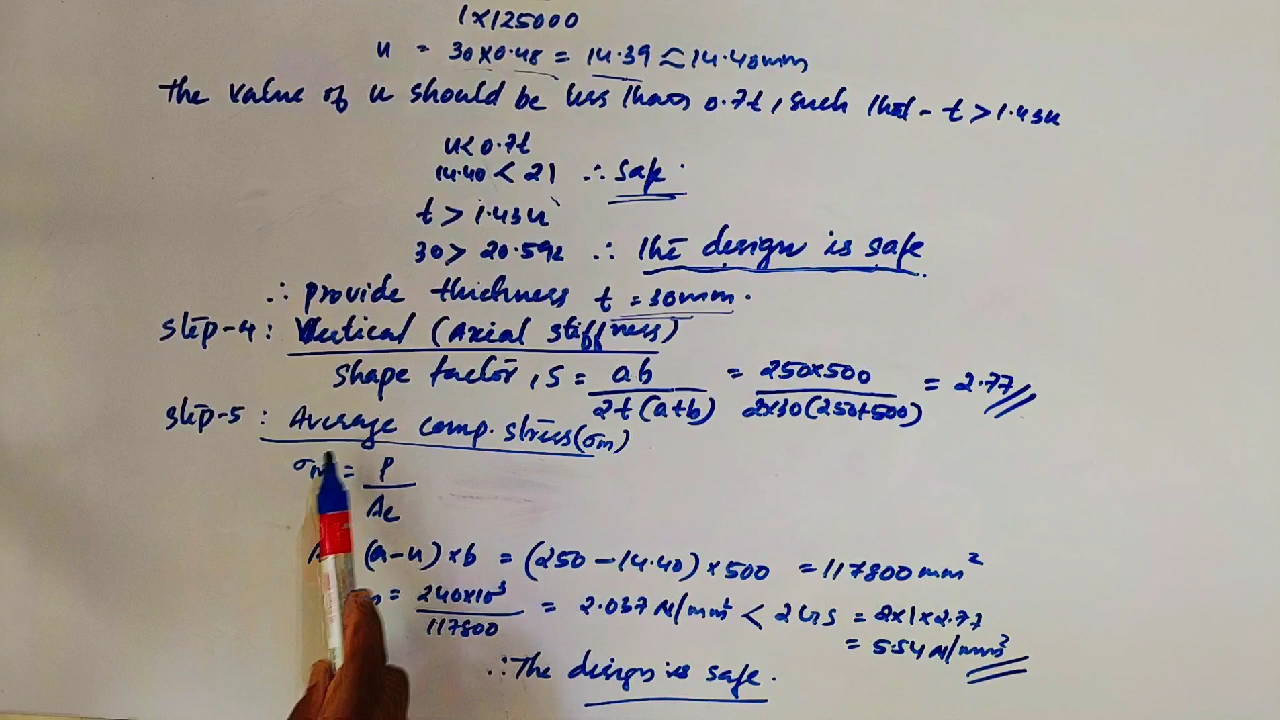 1×125000
u = 30×0.48 = 14.39 ≃ 14.40mm
The value of u should be less than 0.7t, such that - t > 1.43u
u < 0.7t
14.40 < 21 ∴ Safe.
t > 1.43u
30 > 20.592 ∴ The design is safe
∴ provide thickness t = 30mm.
Step-4: Vertical (Axial stiffness)
Shape factor, S = ab / 2t(a+b) = 250×500 / 2×30(250+500) = 2.77
Step-5: Average comp. stress (σm)
σm = P / Ac
(a-u)×b = (250-14.40)×500 = 117800 mm²
= 240×10³ / 117800 = 2.037 N/mm² < 2GS = 2×1×2.77
= 5.54 N/mm²
∴ The design is safe.